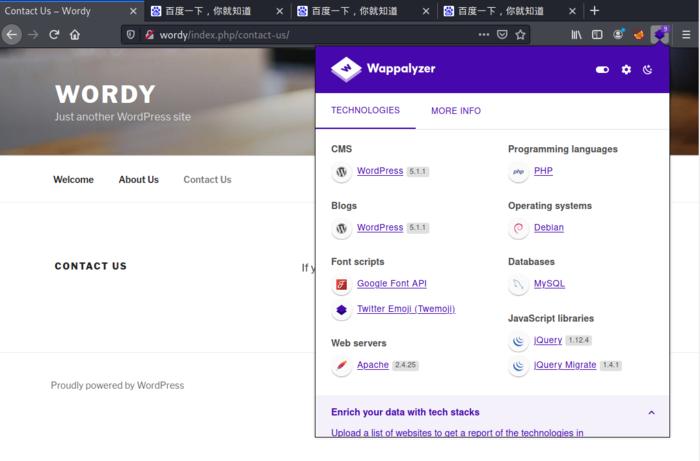 Contact Us – Wordy
百度一下，你就知道
百度一下，你就知道
百度一下，你就知道
wordy/index.php/contact-us/
9
WORDY
Just another WordPress site
Welcome
About Us
Contact Us
CONTACT US
If y
Proudly powered by WordPress
Wappalyzer
TECHNOLOGIES
MORE INFO
CMS
WordPress 5.1.1
Blogs
WordPress 5.1.1
Font scripts
Google Font API
Twitter Emoji (Twemoji)
Web servers
Apache 2.4.25
Programming languages
php PHP
Operating systems
Debian
Databases
MySQL
JavaScript libraries
jQuery 1.12.4
jQuery Migrate 1.4.1
Enrich your data with tech stacks
Upload a list of websites to get a report of the technologies in